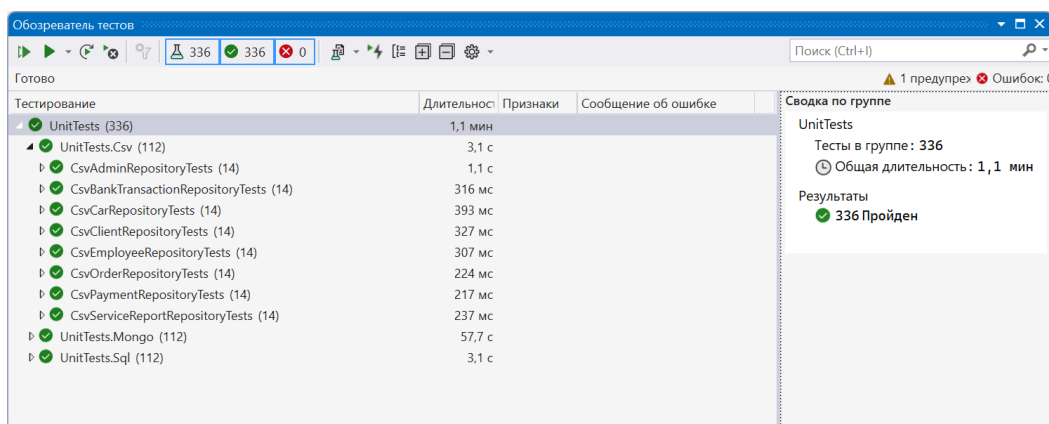 Обозреватель тестов
336 336 0 Поиск (Ctrl+I)
Готово 1 предупреж Ошибок: 0
Тестирование Длительност Признаки Сообщение об ошибке Сводка по группе
UnitTests (336) 1,1 мин
UnitTests.Csv (112) 3,1 с
CsvAdminRepositoryTests (14) 1,1 с
CsvBankTransactionRepositoryTests (14) 316 мс
CsvCarRepositoryTests (14) 393 мс
CsvClientRepositoryTests (14) 327 мс
CsvEmployeeRepositoryTests (14) 307 мс
CsvOrderRepositoryTests (14) 224 мс
CsvPaymentRepositoryTests (14) 217 мс
CsvServiceReportRepositoryTests (14) 237 мс
UnitTests.Mongo (112) 57,7 с
UnitTests.Sql (112) 3,1 с
UnitTests
Тесты в группе: 336
Общая длительность: 1,1 мин
Результаты
336 Пройден